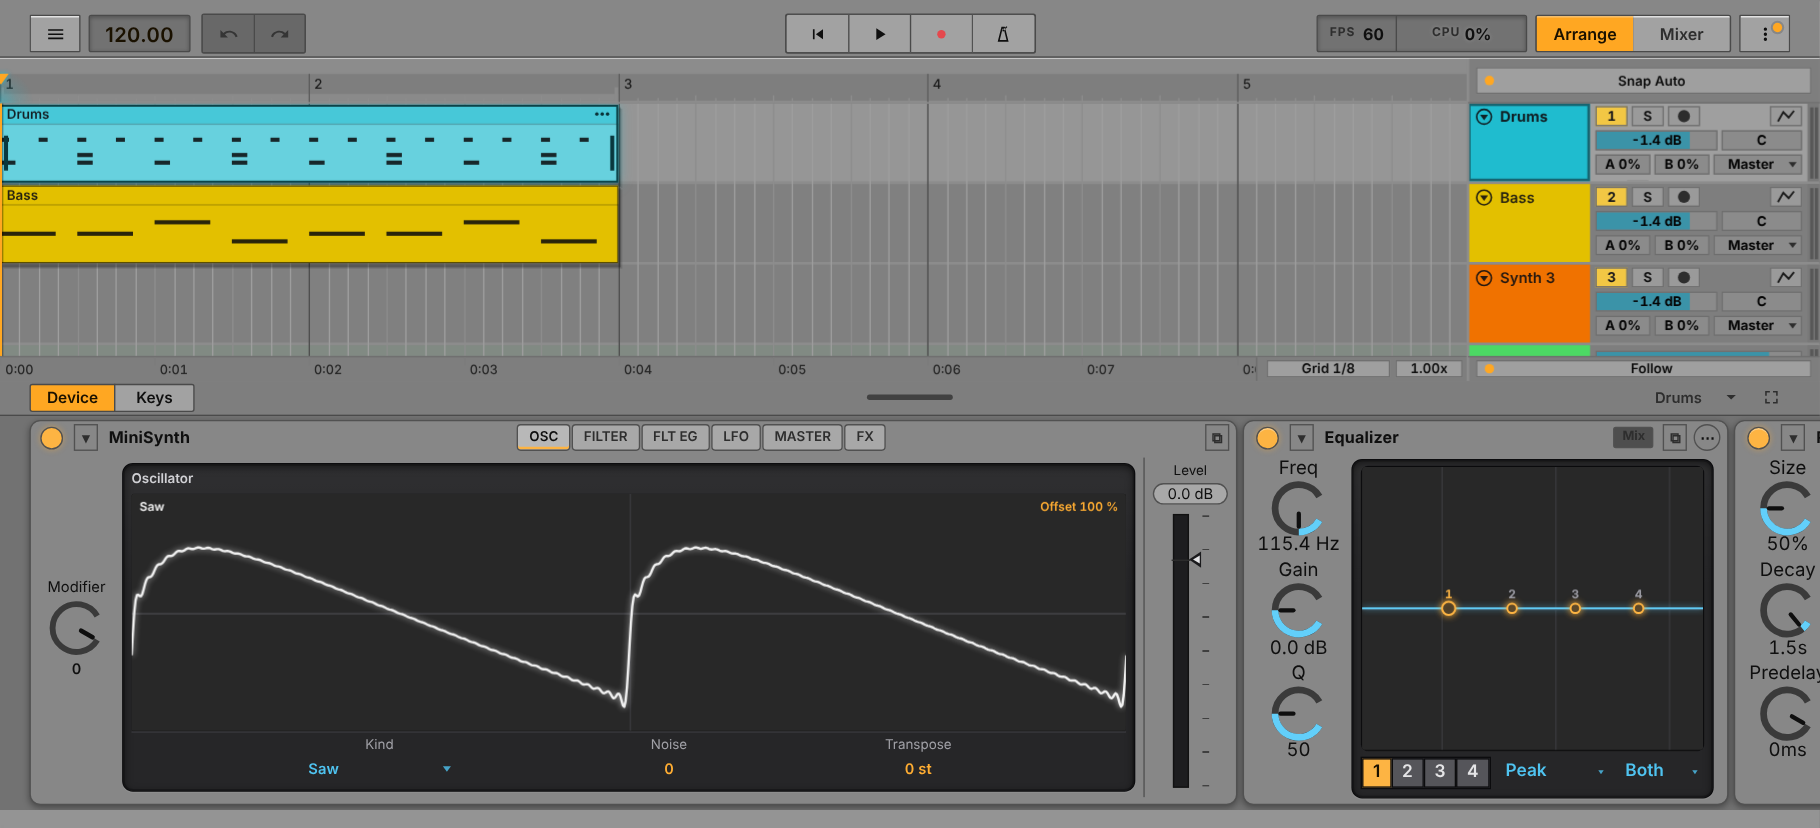 120.00
FPS 60
CPU 0%
Arrange
Mixer
1
2
3
4
5
Snap Auto
Drums
Bass
Drums
1
S
-1.4 dB
C
A 0%
B 0%
Master
Bass
2
S
-1.4 dB
C
A 0%
B 0%
Master
Synth 3
3
S
-1.4 dB
C
A 0%
B 0%
Master
0:00
0:01
0:02
0:03
0:04
0:05
0:06
0:07
Grid 1/8
1.00x
Follow
Device
Keys
Drums
MiniSynth
OSC
FILTER
FLT EG
LFO
MASTER
FX
Modifier
0
Oscillator
Saw
Offset 100 %
Kind
Noise
Transpose
Saw
0
0 st
Level
0.0 dB
Equalizer
Mix
Freq
115.4 Hz
Gain
0.0 dB
Q
50
1
2
3
4
1
2
3
4
Peak
Both
Size
50%
Decay
1.5s
Predelay
0ms